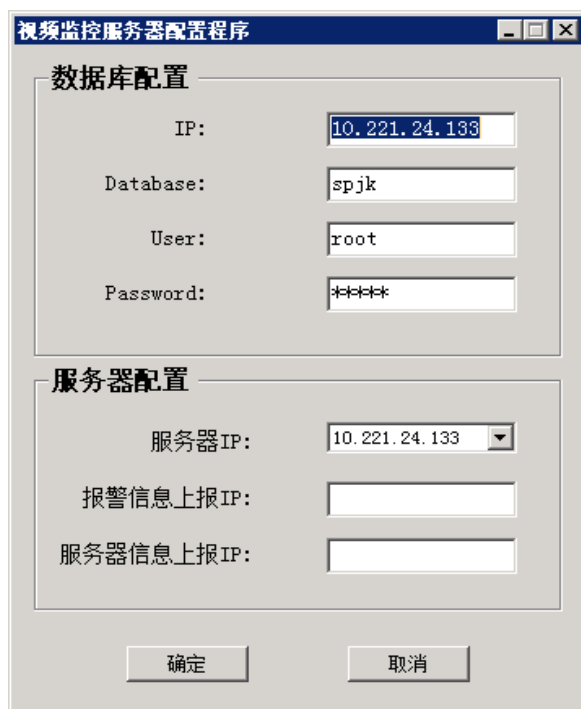 视频监控服务器配置程序
数据库配置
IP: 10.221.24.133
Database: spjk
User: root
Password: *****
服务器配置
服务器IP: 10.221.24.133
报警信息上报IP:
服务器信息上报IP:
确定 取消